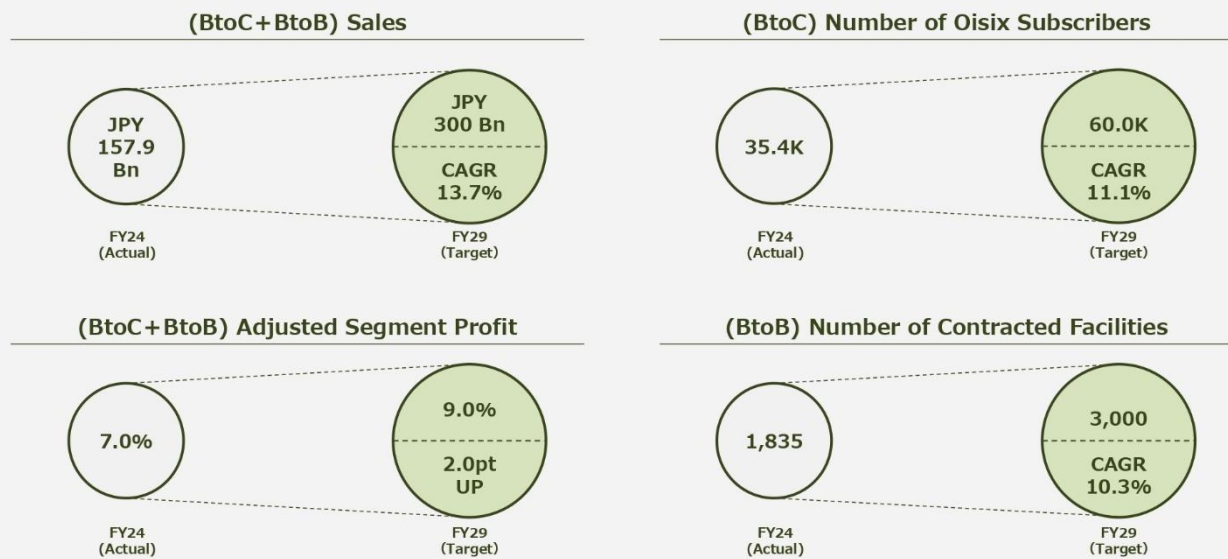 (BtoC+BtoB) Sales
JPY
157.9
Bn
FY24
(Actual)
JPY
300 Bn
CAGR
13.7%
FY29
(Target)
(BtoC) Number of Oisix Subscribers
35.4K
FY24
(Actual)
60.0K
CAGR
11.1%
FY29
(Target)
(BtoC+BtoB) Adjusted Segment Profit
7.0%
FY24
(Actual)
9.0%
2.0pt
UP
FY29
(Target)
(BtoB) Number of Contracted Facilities
1,835
FY24
(Actual)
3,000
CAGR
10.3%
FY29
(Target)